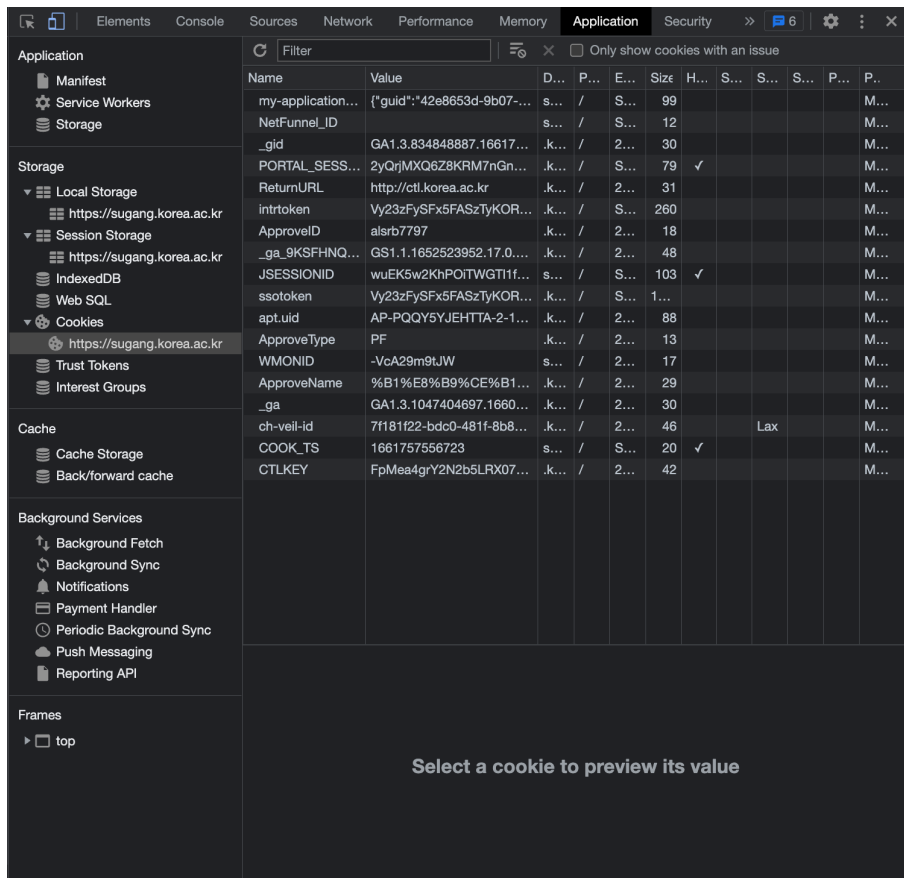 Elements Console Sources Network Performance Memory Application Security » 6
Application
Manifest
Service Workers
Storage
Storage
Local Storage
https://sugang.korea.ac.kr
Session Storage
https://sugang.korea.ac.kr
IndexedDB
Web SQL
Cookies
https://sugang.korea.ac.kr
Trust Tokens
Interest Groups
Cache
Cache Storage
Back/forward cache
Background Services
Background Fetch
Background Sync
Notifications
Payment Handler
Periodic Background Sync
Push Messaging
Reporting API
Frames
top
Filter Only show cookies with an issue
Name Value D... P... E... Size H... S... S... S... P... P..
my-application... {"guid":"42e8653d-9b07-... s... / S... 99 M...
NetFunnel_ID s... / S... 12 M...
_gid GA1.3.834848887.16617... .k... / 2... 30 M...
PORTAL_SESS... 2yQrjMXQ6Z8KRM7nGn... .k... / S... 79 ✓ M...
ReturnURL http://ctl.korea.ac.kr .k... / 2... 31 M...
intrtoken Vy23zFySFx5FASzTyKOR... .k... / S... 260 M...
ApproveID alsrb7797 .k... / 2... 18 M...
_ga_9KSFHNQ... GS1.1.1652523952.17.0.... .k... / 2... 48 M...
JSESSIONID wuEK5w2KhPOiTWGTl1f... s... / S... 103 ✓ M...
ssotoken Vy23zFySFx5FASzTyKOR... .k... / S... 1... M...
apt.uid AP-PQQY5YJEHTTA-2-1... .k... / 2... 88 M...
ApproveType PF .k... / 2... 13 M...
WMONID -VcA29m9tJW s... / 2... 17 M...
ApproveName %B1%E8%B9%CE%B1... .k... / 2... 29 M...
_ga GA1.3.1047404697.1660... .k... / 2... 30 M...
ch-veil-id 7f181f22-bdc0-481f-8b8... .k... / 2... 46 Lax M...
COOK_TS 1661757556723 s... / S... 20 ✓ M...
CTLKEY FpMea4grY2N2b5LRX07... .k... / 2... 42 M...
Select a cookie to preview its value